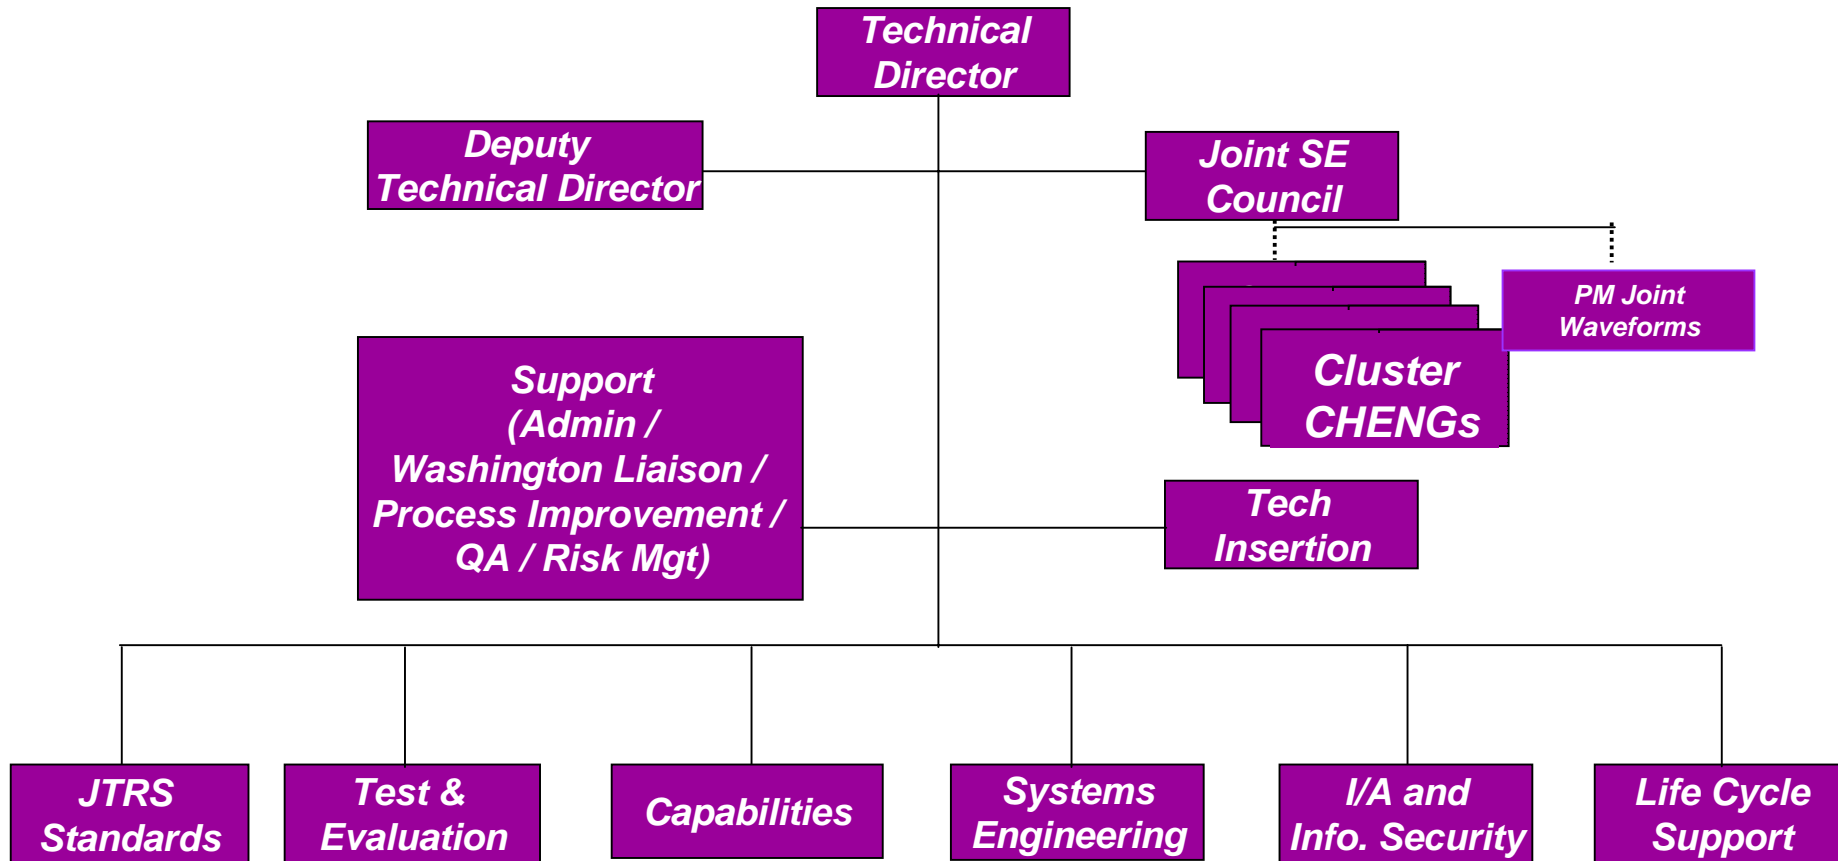 Technical
Director
Deputy
Technical Director
Joint SE
Council
PM Joint
Waveforms
Cluster
CHENGs
Support
(Admin /
Washington Liaison /
Process Improvement /
QA / Risk Mgt)
Tech
Insertion
JTRS
Standards
Test &
Evaluation
Capabilities
Systems
Engineering
I/A and
Info. Security
Life Cycle
Support